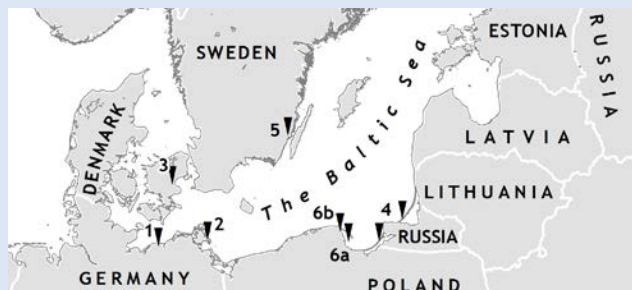 ESTONIA
RUSSIA
SWEDEN
The Baltic Sea
5
LATVIA
DENMARK
3
LITHUANIA
4
6b
1
2
RUSSIA
6a
GERMANY
POLAND